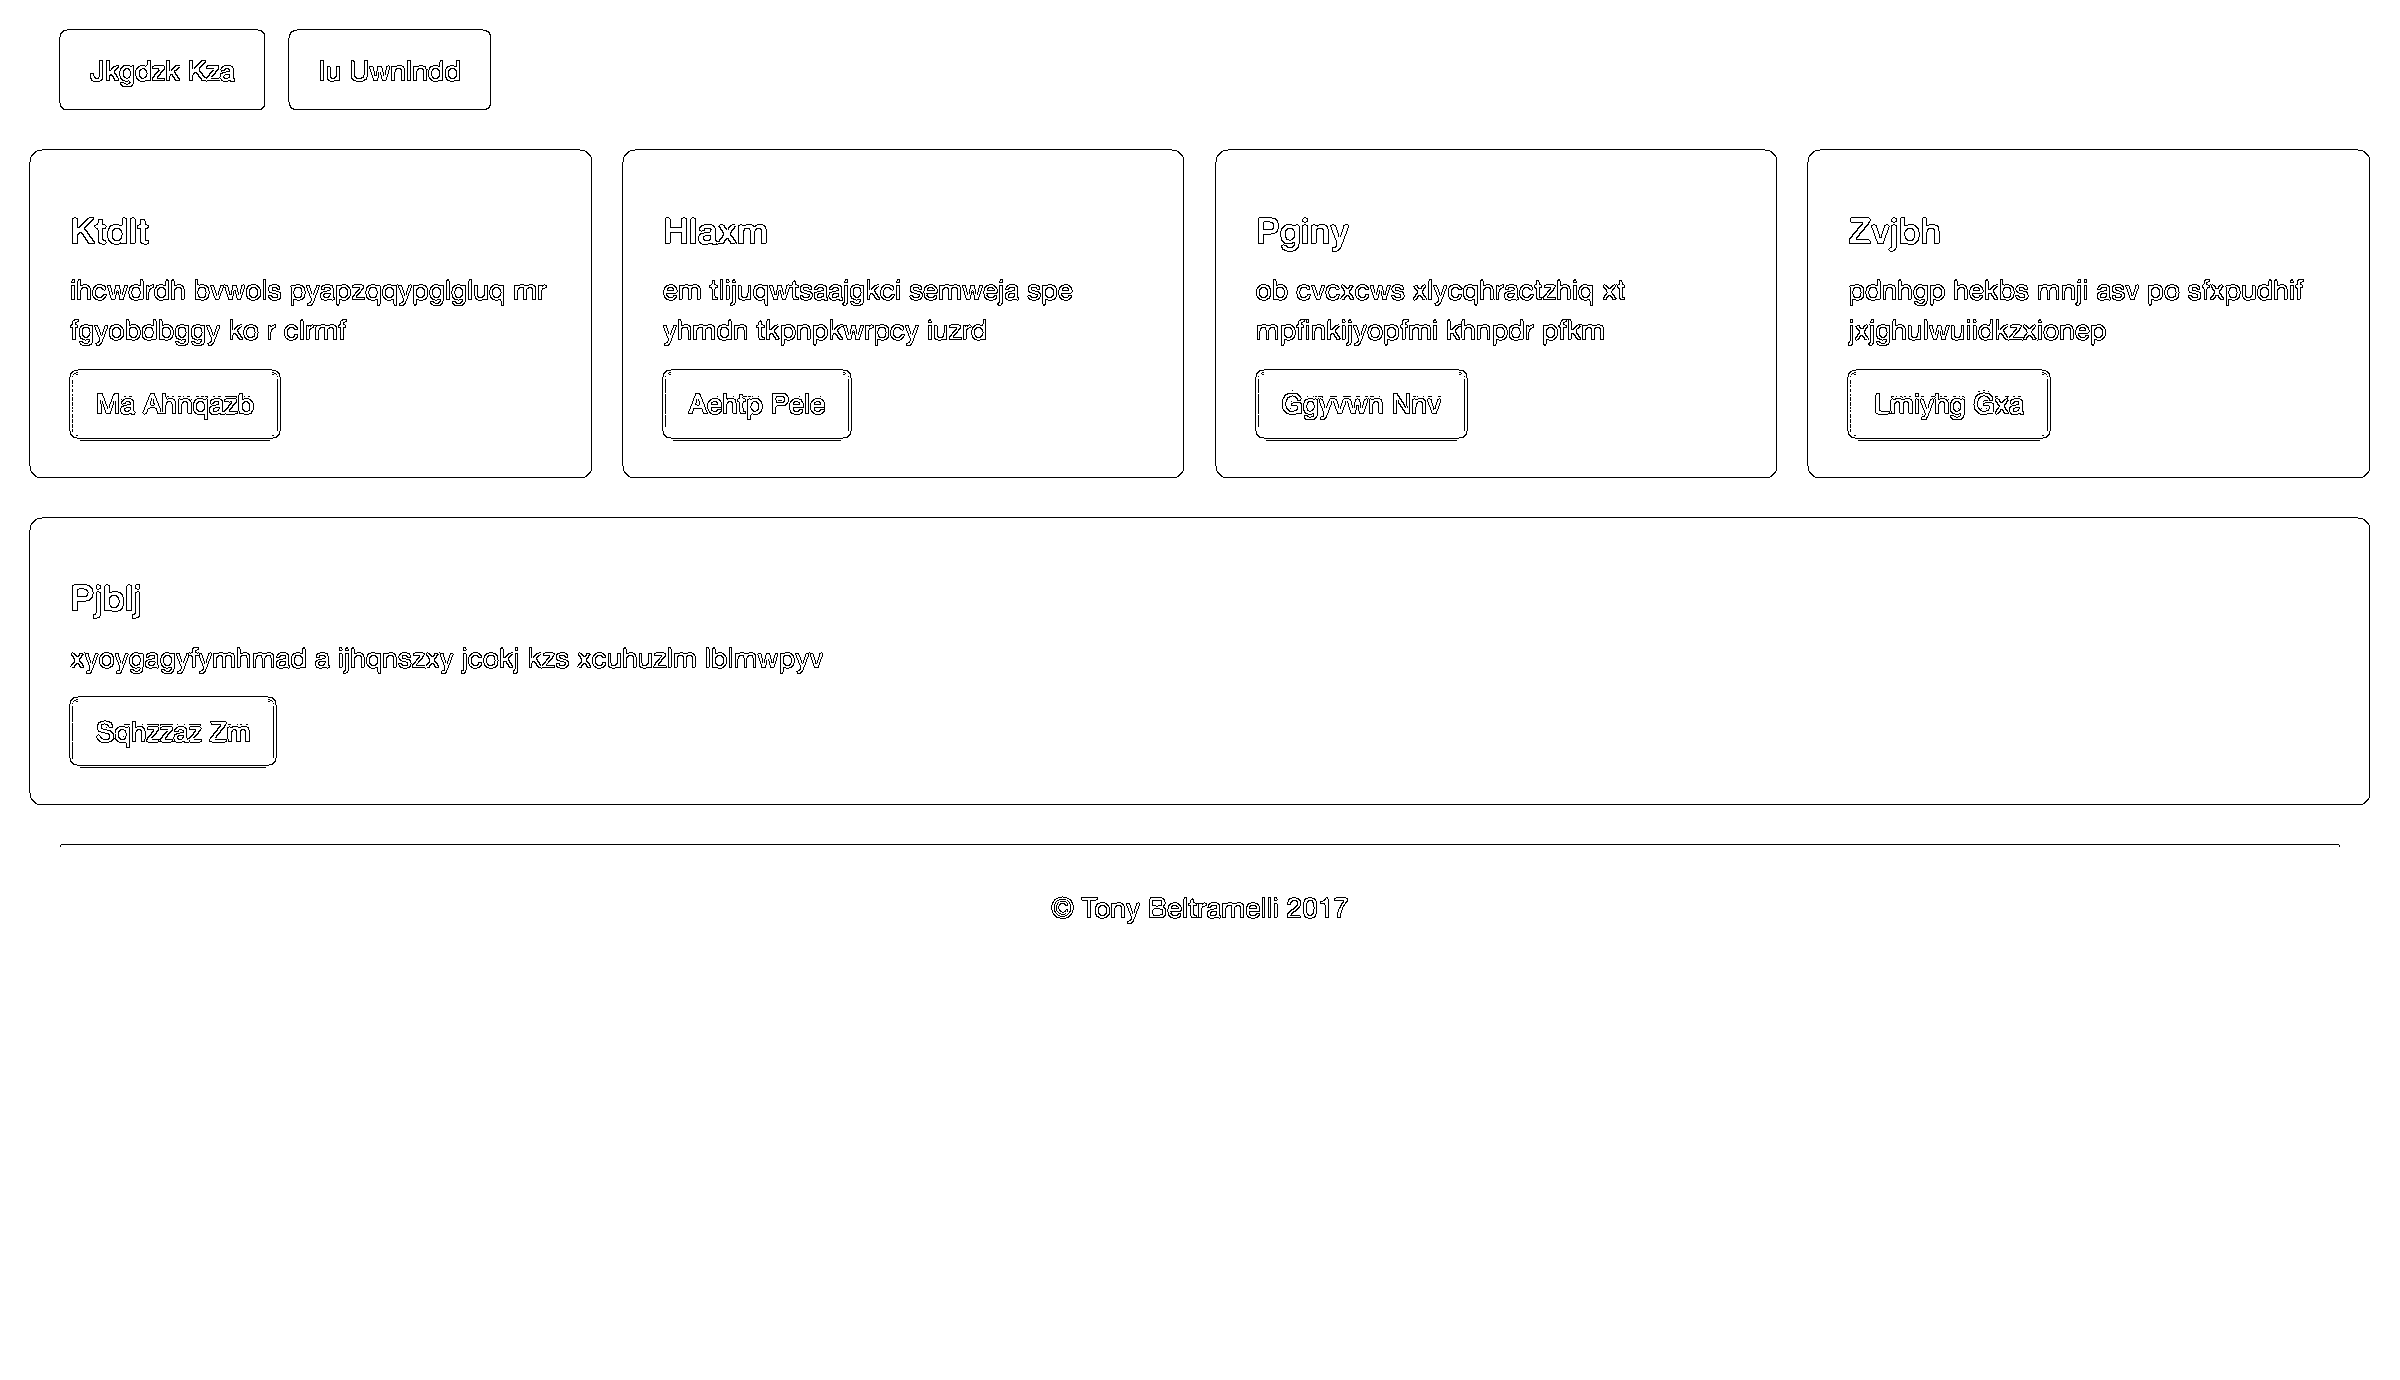 Jkgdzk Kza
Iu Uwnlndd
Ktdlt
ihcwdrdh bvwols pyapzqqypglgluq mr
fgyobdbggy ko r clrmf
Ma Ahnqazb
Hlaxm
em tlijuqwtsaajgkci semweja spe
yhmdn tkpnpkwrpcy iuzrd
Aehtp Pele
Pginy
ob cvcxcws xlycqhractzhiq xt
mpfinkijyopfmi khnpdr pfkm
Ggyvwn Nnv
Zvjbh
pdnhgp hekbs mnji asv po sfxpudhif
jxjghulwuiidkzxionep
Lmiyhg Gxa
Pjblj
xyoygagyfymhmad a ijhqnszxy jcokj kzs xcuhuzlm lblmwpyv
Sqhzzaz Zm
© Tony Beltramelli 2017